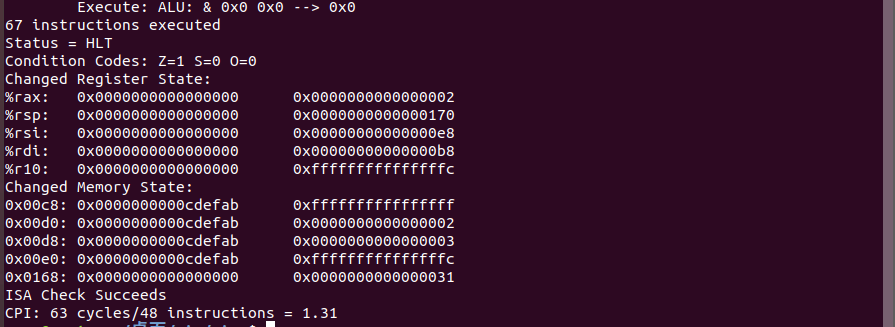 Execute: ALU: & 0x0 0x0 --> 0x0
67 instructions executed
Status = HLT
Condition Codes: Z=1 S=0 O=0
Changed Register State:
%rax: 0x0000000000000000 0x0000000000000002
%rsp: 0x0000000000000000 0x0000000000000170
%rsi: 0x0000000000000000 0x00000000000000e8
%rdi: 0x0000000000000000 0x00000000000000b8
%r10: 0x0000000000000000 0xfffffffffffffffc
Changed Memory State:
0x00c8: 0x0000000000cdefab 0xffffffffffffffff
0x00d0: 0x0000000000cdefab 0x0000000000000002
0x00d8: 0x0000000000cdefab 0x0000000000000003
0x00e0: 0x0000000000cdefab 0xfffffffffffffffc
0x0168: 0x0000000000000000 0x0000000000000031
ISA Check Succeeds
CPI: 63 cycles/48 instructions = 1.31